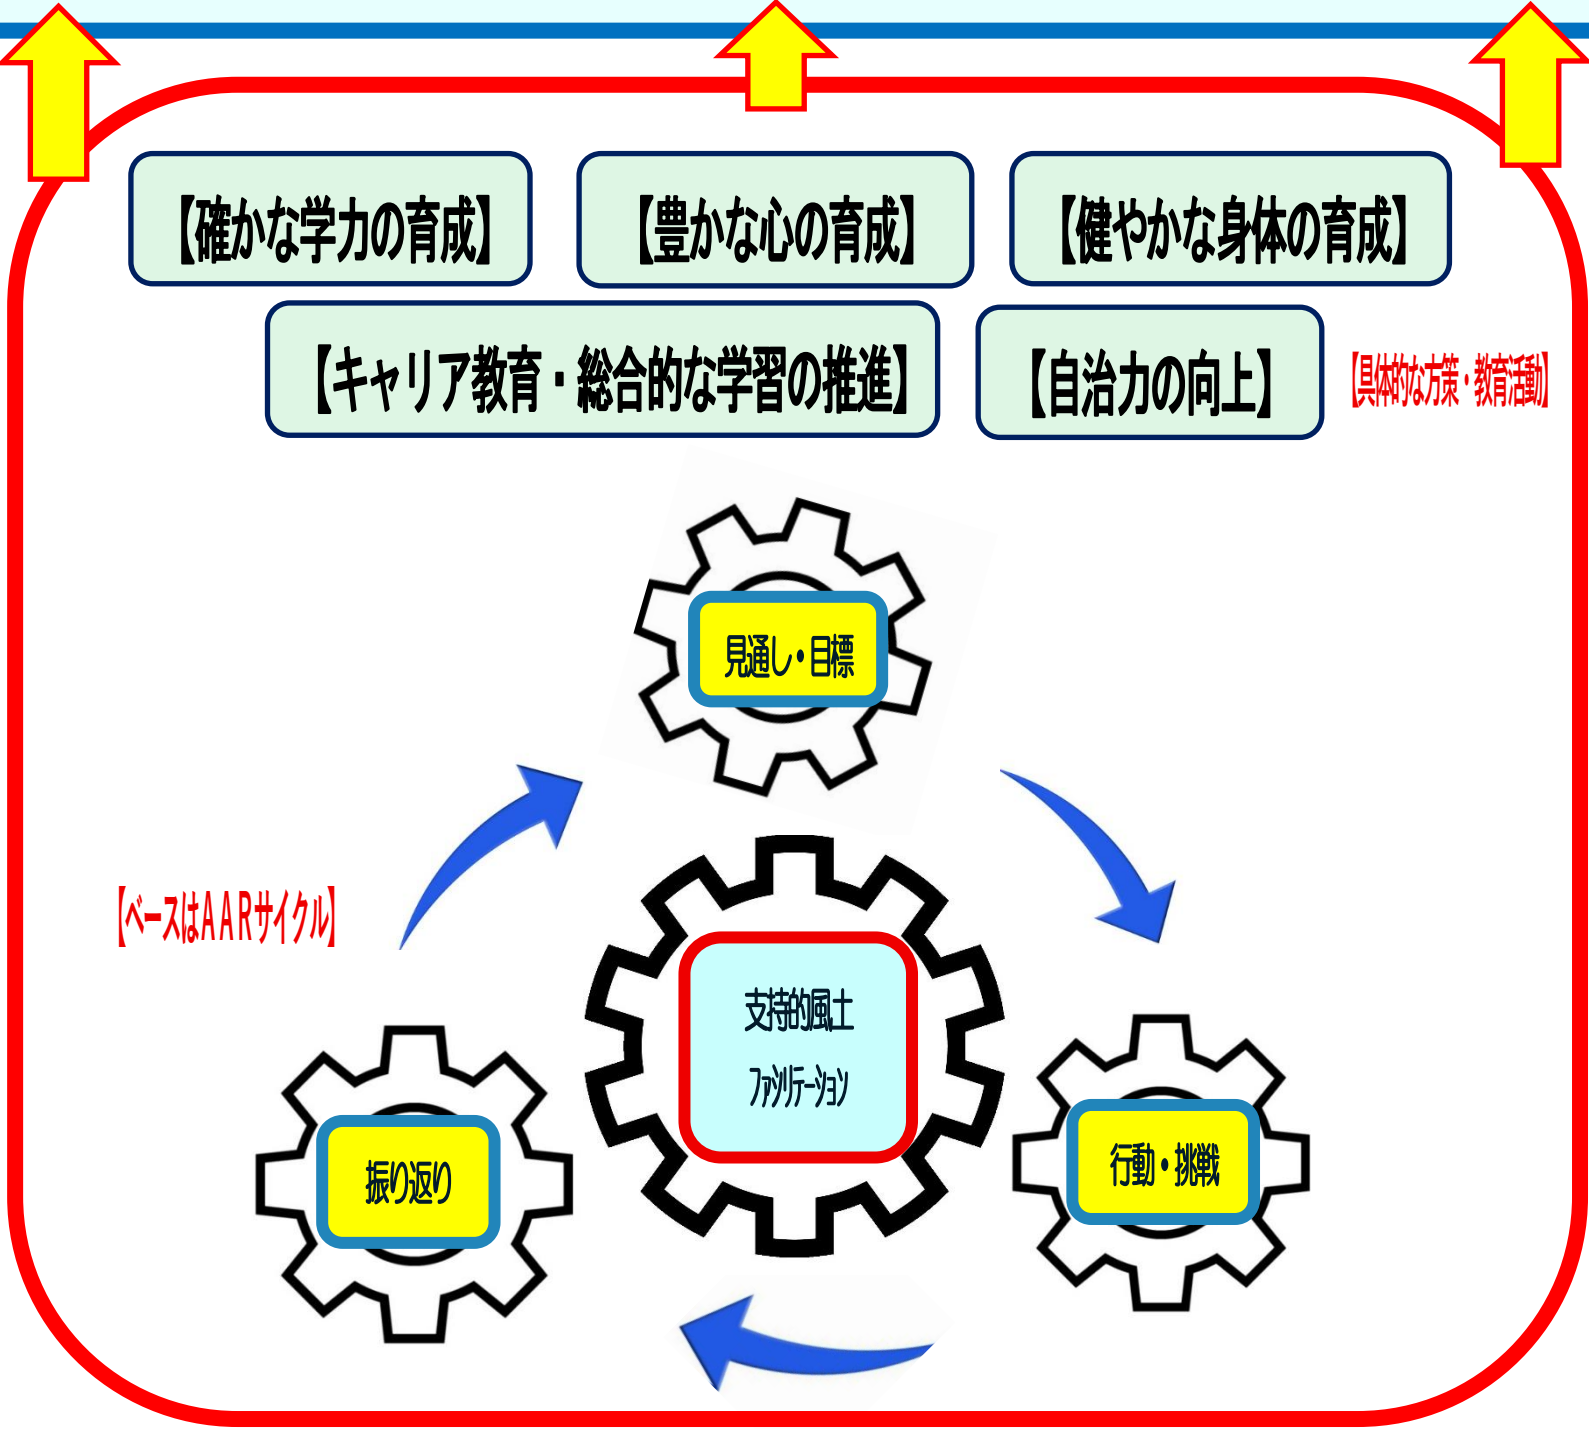 【確かな学力の育成】
【豊かな心の育成】
【健やかな身体の育成】
【キャリア教育・総合的な学習の推進】
【自治力の向上】
【具体的な方策・教育活動】
見通し・目標
【ベースはＡＡＲサイクル】
支持的風土
ファシリテーション
振り返り
行動・挑戦